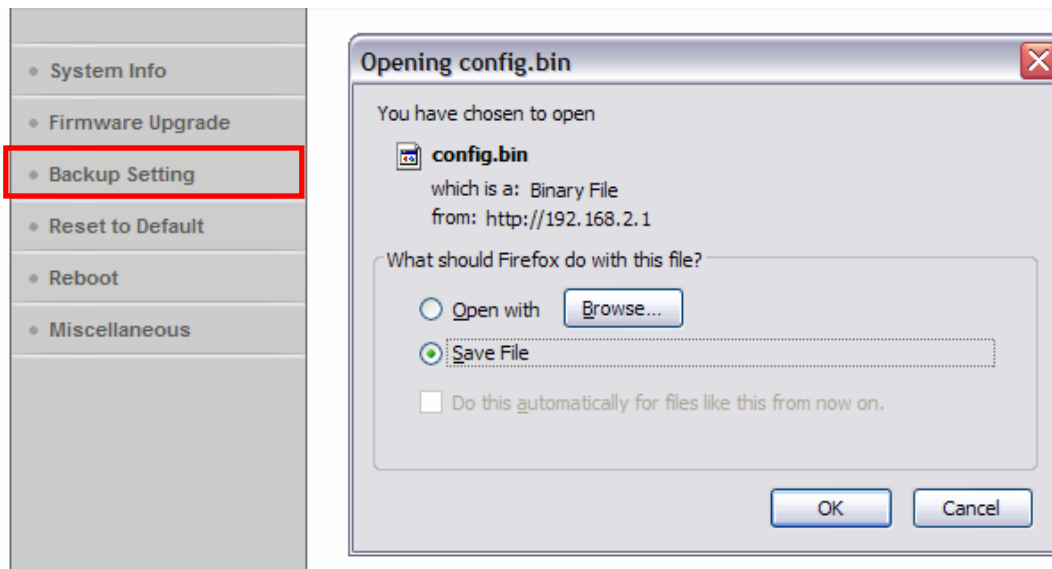 System Info
Firmware Upgrade
Backup Setting
Reset to Default
Reboot
Miscellaneous
Opening config.bin
You have chosen to open
config.bin
which is a: Binary File
from: http://192.168.2.1
What should Firefox do with this file?
Open with Browse...
Save File
Do this automatically for files like this from now on.
OK Cancel